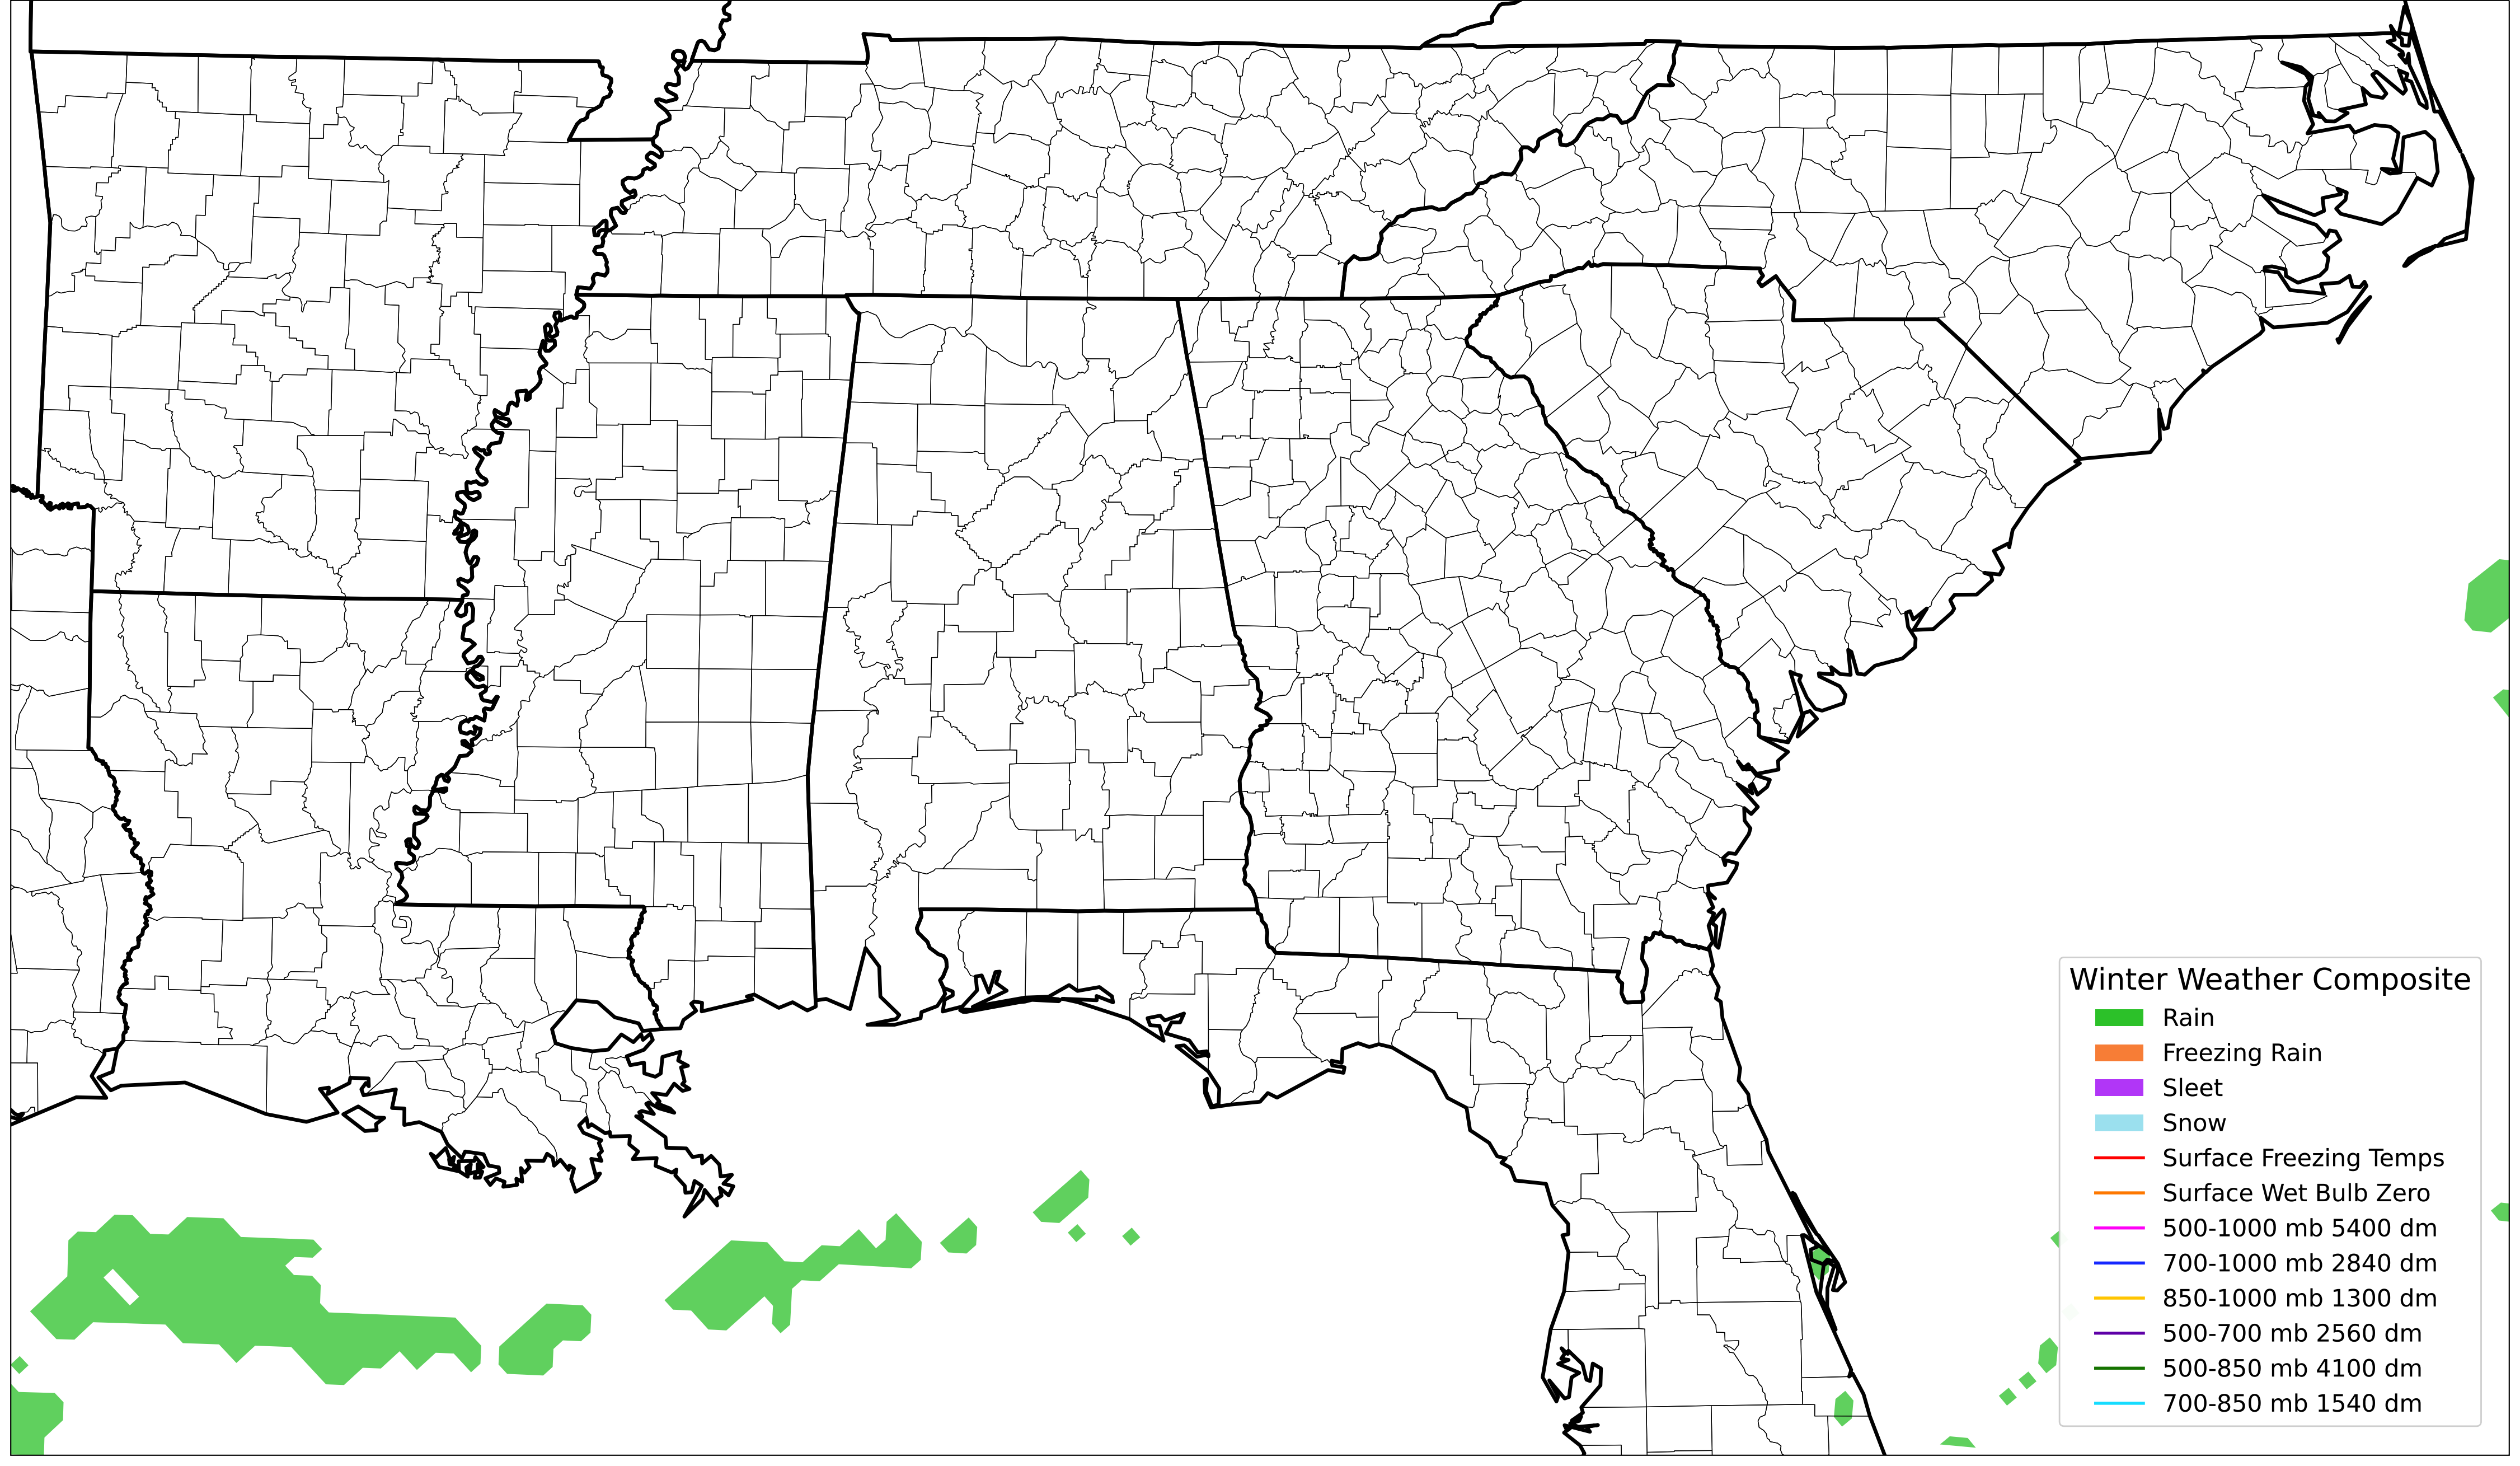 Winter Weather Composite
Rain
Freezing Rain
Sleet
Snow
Surface Freezing Temps
Surface Wet Bulb Zero
500-1000 mb 5400 dm
700-1000 mb 2840 dm
850-1000 mb 1300 dm
500-700 mb 2560 dm
500-850 mb 4100 dm
700-850 mb 1540 dm